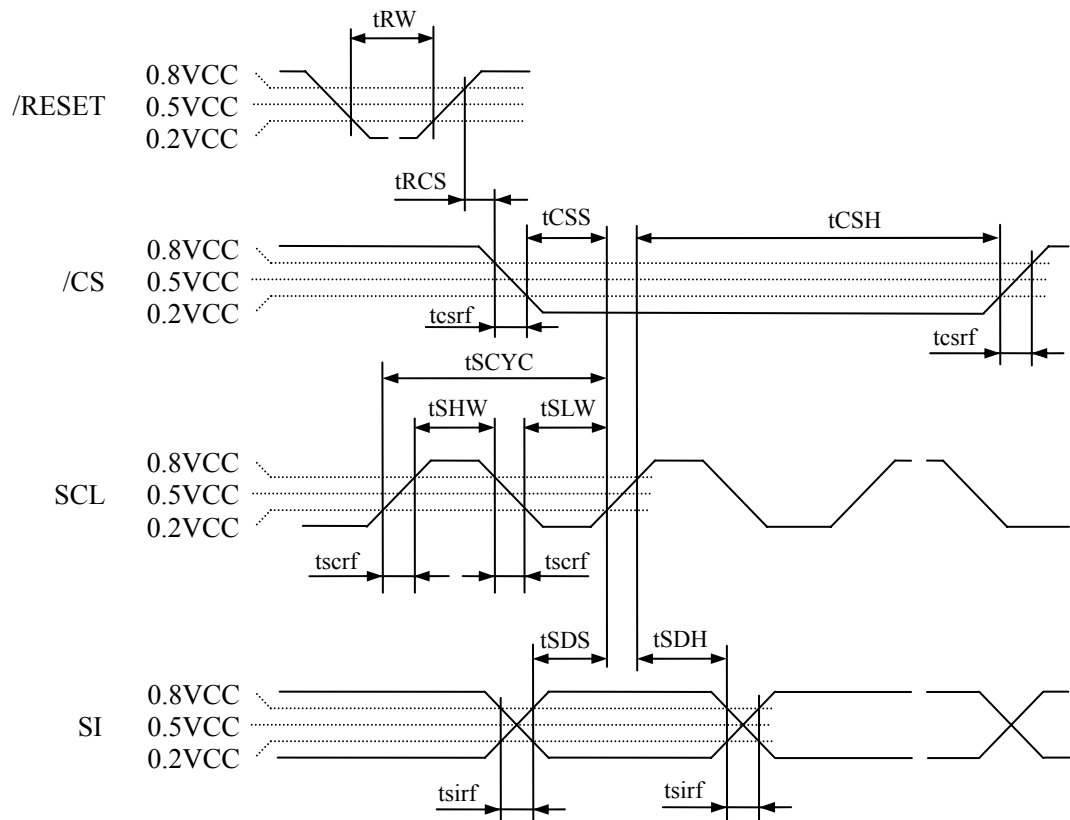 tRW
0.8VCC
/RESET 0.5VCC
0.2VCC
tRCS
tCSS tCSH
0.8VCC
/CS 0.5VCC
0.2VCC
tcsrf tcsrf
tSCYC
tSHW tSLW
0.8VCC
SCL 0.5VCC
0.2VCC
tscrf tscrf
tSDS tSDH
0.8VCC
SI 0.5VCC
0.2VCC
tsirf tsirf